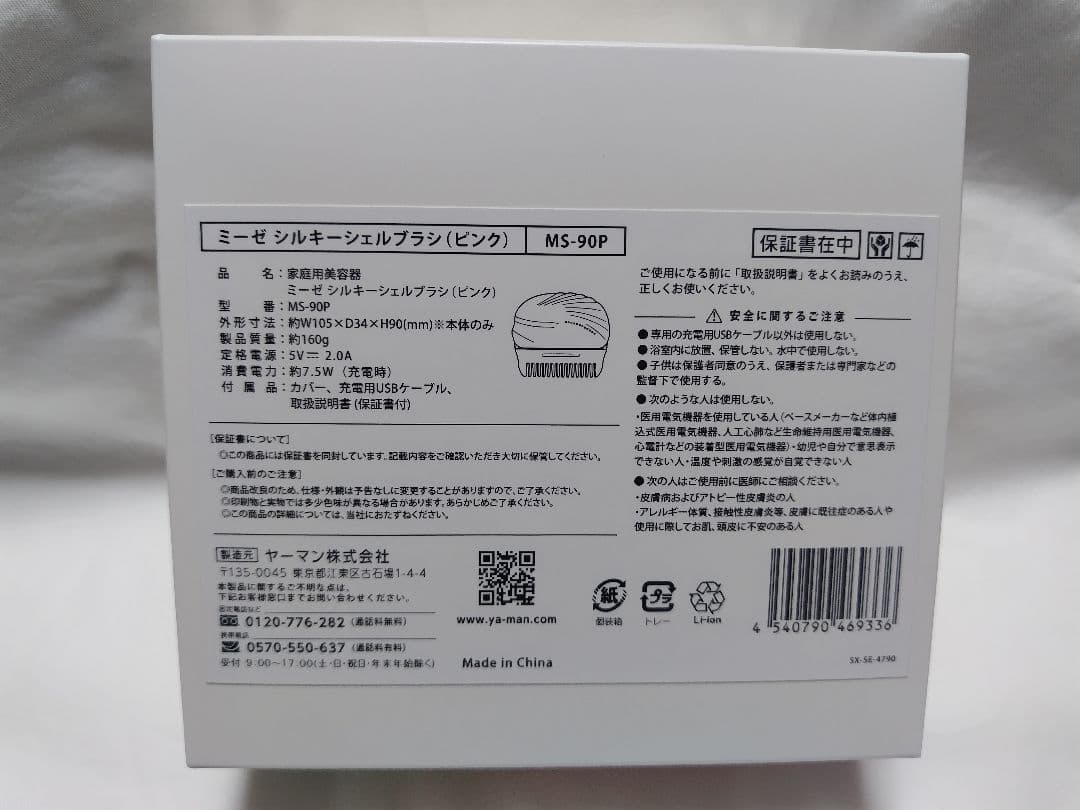 ミーゼ シルキーシェルブラシ（ピンク） MS-90P
品 名：家庭用美容器
ミーゼ シルキーシェルブラシ（ピンク）
型 番：MS-90P
外形寸法：約W105×D34×H90(mm)※本体のみ
製品質量：約160g
定格電源：5V⎓ 2.0A
消費電力：約7.5W（充電時）
付属品：カバー、充電用USBケーブル、
取扱説明書(保証書付)
[保証書について]
◎この商品には保証書を同封しています。記載内容をご確認いただき大切に保管してください。
[ご購入前のご注意]
◎商品改良のため、仕様・外観は予告なしに変更することがありますので、ご了承ください。
◎印刷物と実物では多少色味が異なる場合があります。あらかじめご了承ください。
◎この商品の詳細については、当社におたずねください。
保証書在中
ご使用になる前に「取扱説明書」をよくお読みのうえ、
正しくお使いください。
安全に関するご注意
●専用の充電用USBケーブル以外は使用しない。
●浴室内に放置、保管しない。水中で使用しない。
●子供は保護者同意のうえ、保護者または専門家などの
監督下で使用する。
●次のような人は使用しない。
・医用電気機器を使用している人（ペースメーカーなど体内植
込式医用電気機器、人工心肺など生命維持用医用電気機器、
心電計などの装着型医用電気機器）・幼児や自分で意思表示
できない人・温度や刺激の感覚が自覚できない人
●次の人はご使用前に医師にご相談ください。
・皮膚病およびアトピー性皮膚炎の人
・アレルギー体質、接触性皮膚炎等、皮膚に既往症のある人や
使用に際してお肌、頭皮に不安のある人
製造元 ヤーマン株式会社
〒135-0045 東京都江東区古石場1-4-4
本製品に関するご不明な点は、
下記お客様窓口までお問い合わせください。
固定電話など
0120-776-282（通話料無料）
携帯電話
0570-550-637（通話料有料）
受付 9:00~17:00(土・日・祝日・年末年始除く)
www.ya-man.com
Made in China
紙
個装箱
プラ
トレー
Li-ion
4 540790 469336
SX-SE-4790